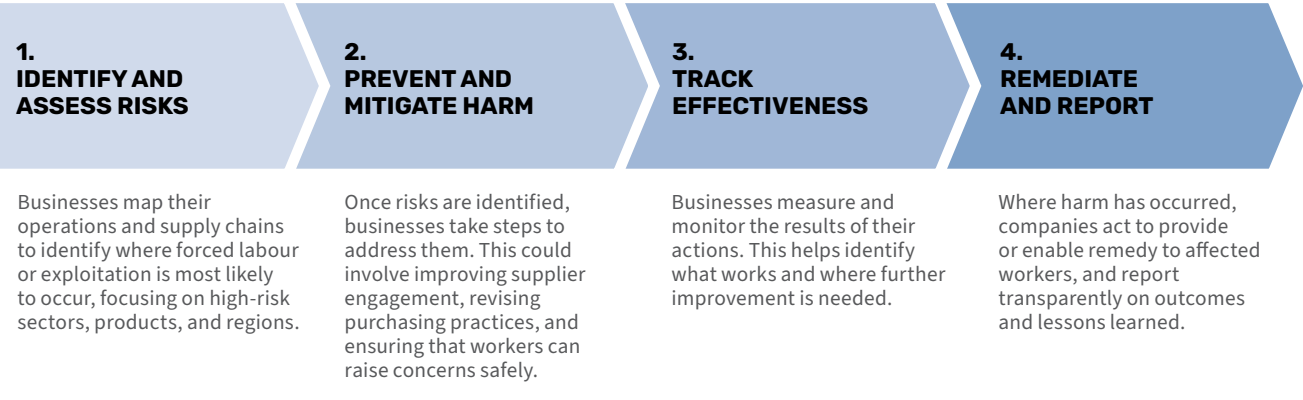 1.
IDENTIFY AND
ASSESS RISKS
Businesses map their
operations and supply chains
to identify where forced labour
or exploitation is most likely
to occur, focusing on high-risk
sectors, products, and regions.
2.
PREVENT AND
MITIGATE HARM
Once risks are identified,
businesses take steps to
address them. This could
involve improving supplier
engagement, revising
purchasing practices, and
ensuring that workers can
raise concerns safely.
3.
TRACK
EFFECTIVENESS
Businesses measure and
monitor the results of their
actions. This helps identify
what works and where further
improvement is needed.
4.
REMEDIATE
AND REPORT
Where harm has occurred,
companies act to provide
or enable remedy to affected
workers, and report
transparently on outcomes
and lessons learned.